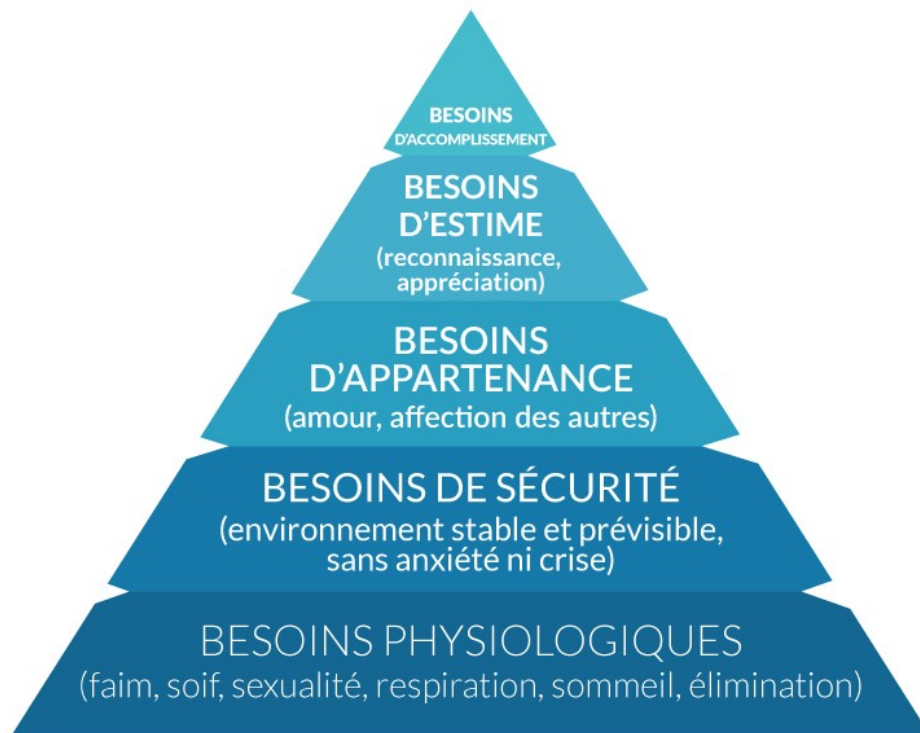 BESOINS
D'ACCOMPLISSEMENT
BESOINS
D'ESTIME
(reconnaissance,
appréciation)
BESOINS
D'APPARTENANCE
(amour, affection des autres)
BESOINS DE SÉCURITÉ
(environnement stable et prévisible,
sans anxiété ni crise)
BESOINS PHYSIOLOGIQUES
(faim, soif, sexualité, respiration, sommeil, élimination)